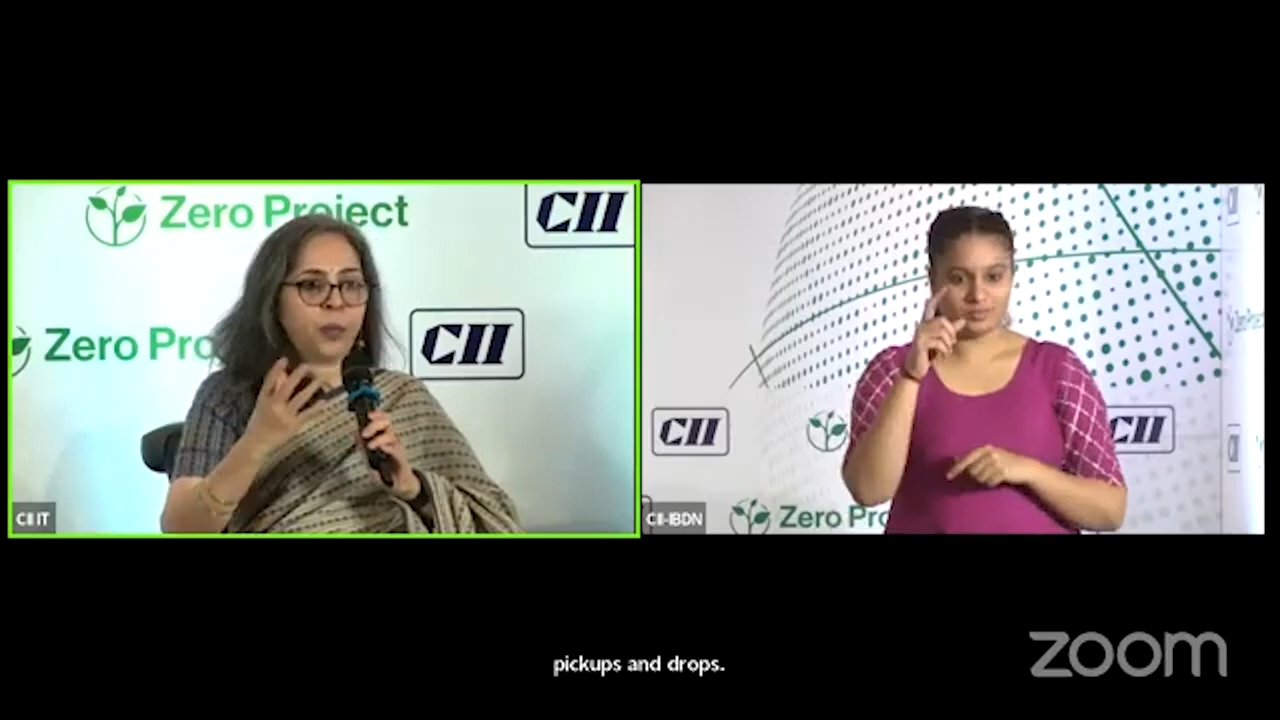 Zero Project
CII
Zero Pro
CII
CII IT
CII
CII
CII-IBDN
Zero Pro
pickups and drops.
zoom